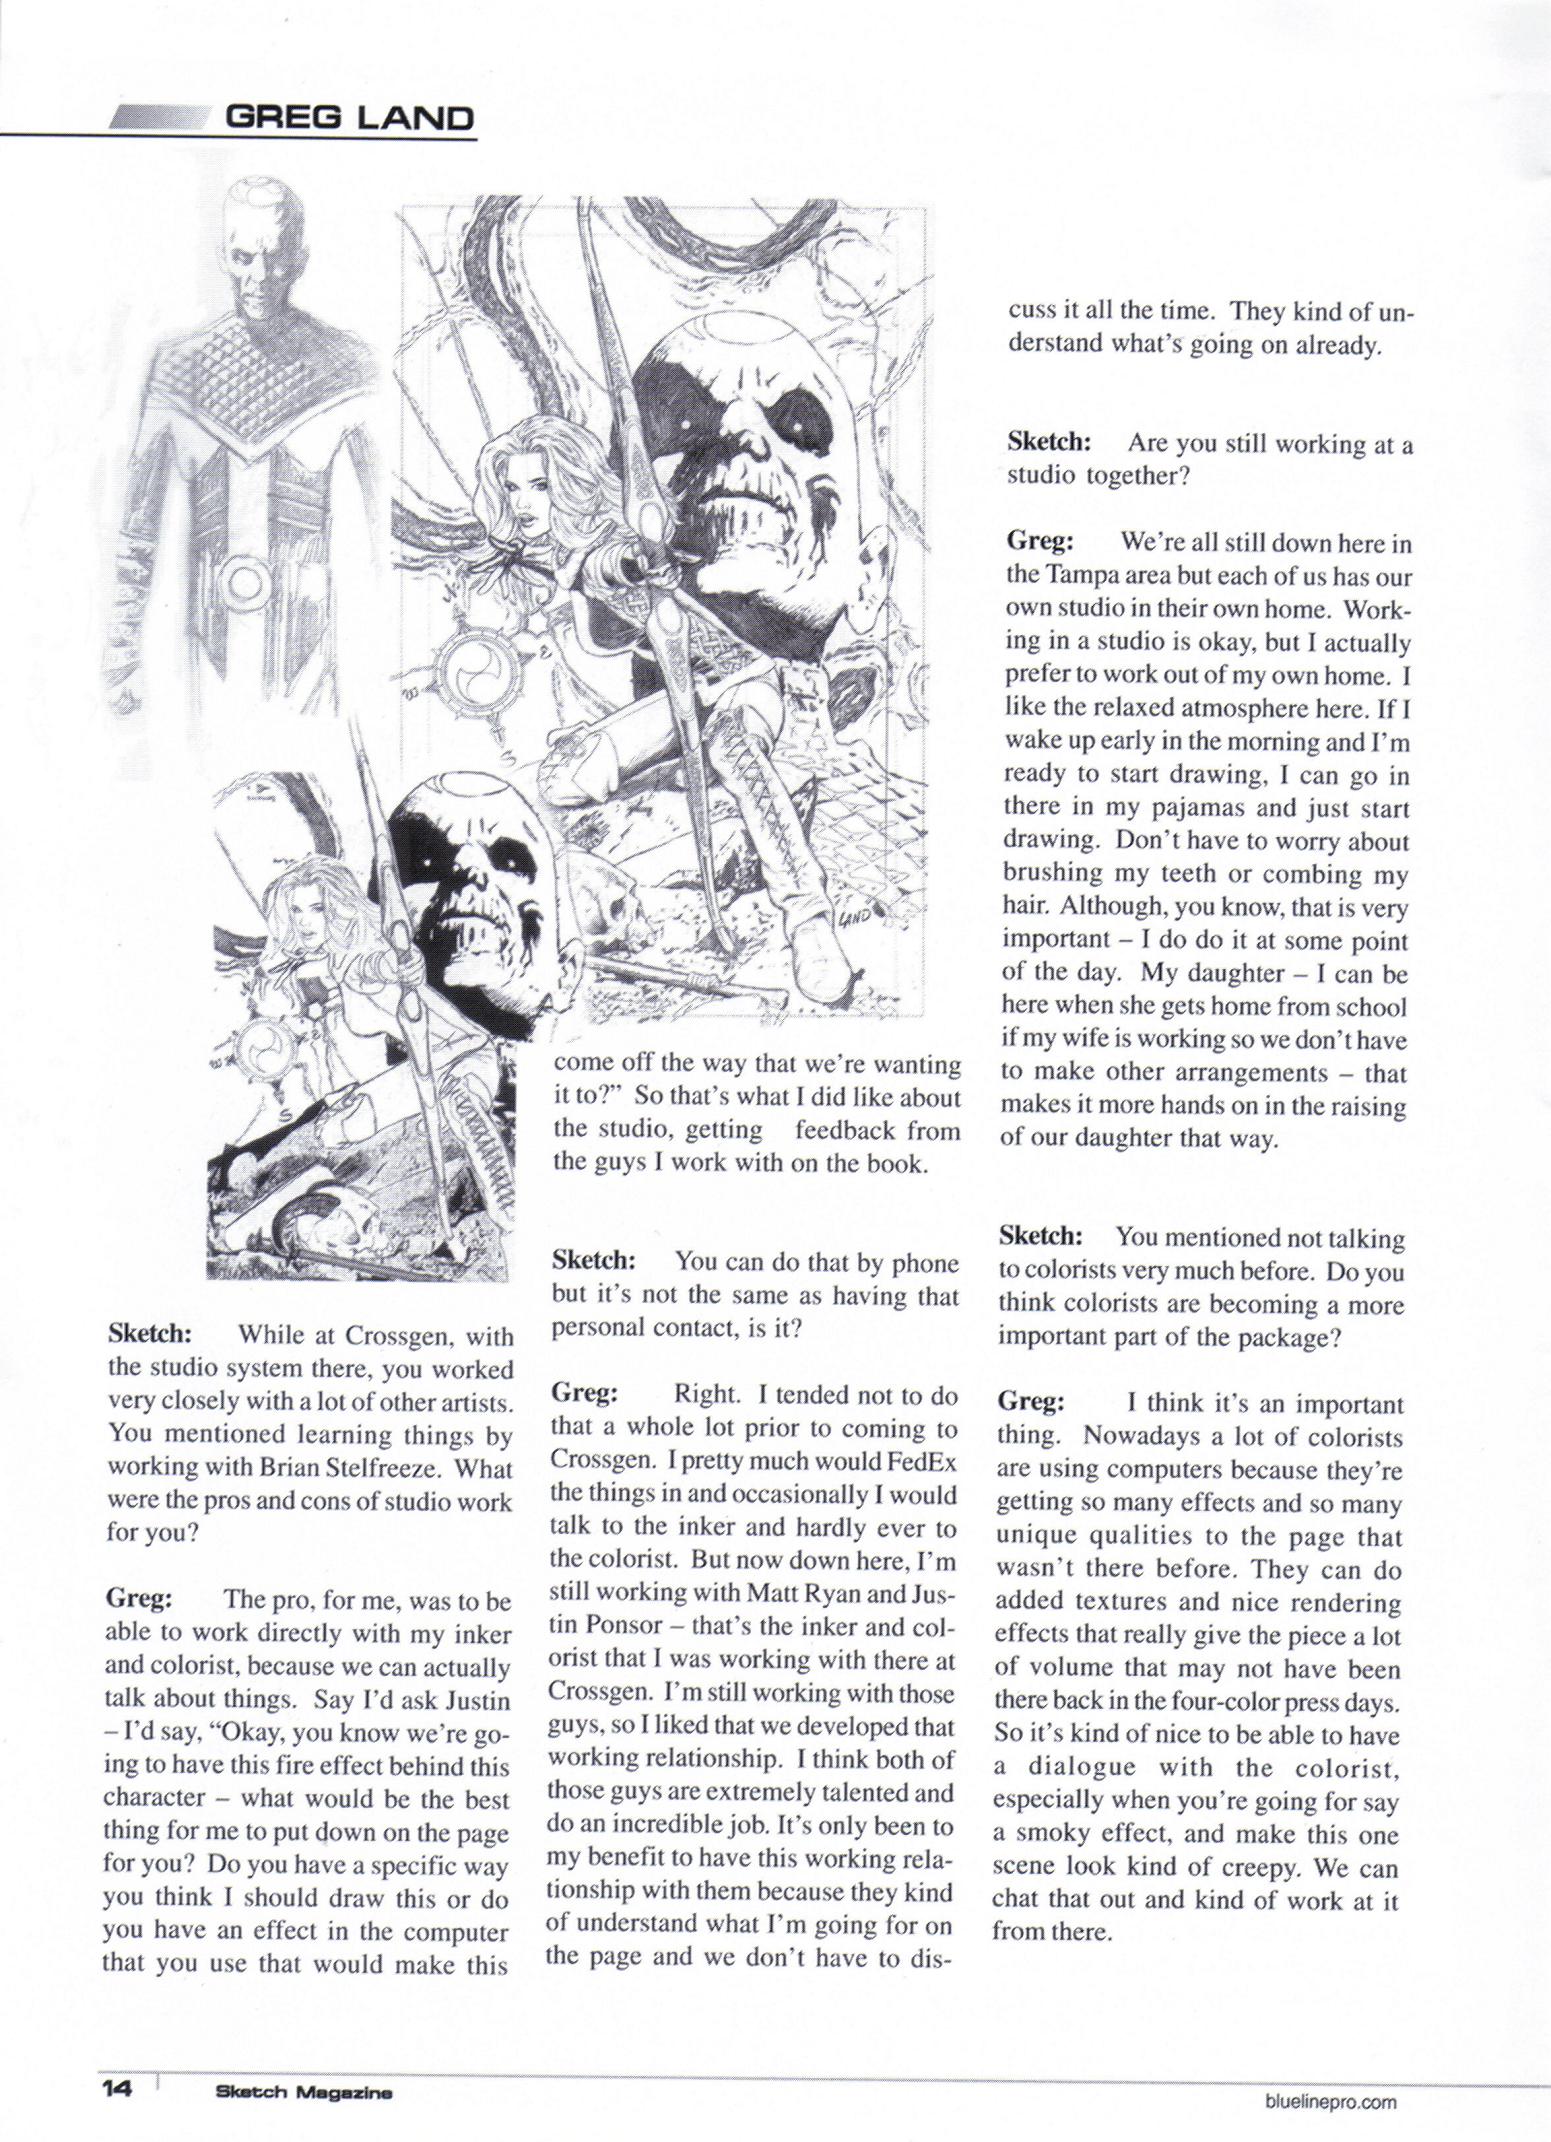 GREG LAND
LAND
Sketch: While at Crossgen, with
the studio system there, you worked
very closely with a lot of other artists.
You mentioned learning things by
working with Brian Stelfreeze. What
were the pros and cons of studio work
for you?
Greg: The pro, for me, was to be
able to work directly with my inker
and colorist, because we can actually
talk about things. Say I'd ask Justin
– I'd say, “Okay, you know we're go-
ing to have this fire effect behind this
character – what would be the best
thing for me to put down on the page
for you? Do you have a specific way
you think I should draw this or do
you have an effect in the computer
that you use that would make this
come off the way that we're wanting
it to?” So that's what I did like about
the studio, getting feedback from
the guys I work with on the book.
Sketch: You can do that by phone
but it's not the same as having that
personal contact, is it?
Greg: Right. I tended not to do
that a whole lot prior to coming to
Crossgen. I pretty much would FedEx
the things in and occasionally I would
talk to the inker and hardly ever to
the colorist. But now down here, I'm
still working with Matt Ryan and Jus-
tin Ponsor – that's the inker and col-
orist that I was working with there at
Crossgen. I'm still working with those
guys, so I liked that we developed that
working relationship. I think both of
those guys are extremely talented and
do an incredible job. It's only been to
my benefit to have this working rela-
tionship with them because they kind
of understand what I'm going for on
the page and we don't have to dis-
cuss it all the time. They kind of un-
derstand what's going on already.
Sketch: Are you still working at a
studio together?
Greg: We're all still down here in
the Tampa area but each of us has our
own studio in their own home. Work-
ing in a studio is okay, but I actually
prefer to work out of my own home. I
like the relaxed atmosphere here. If I
wake up early in the morning and I'm
ready to start drawing, I can go in
there in my pajamas and just start
drawing. Don't have to worry about
brushing my teeth or combing my
hair. Although, you know, that is very
important – I do do it at some point
of the day. My daughter – I can be
here when she gets home from school
if my wife is working so we don't have
to make other arrangements – that
makes it more hands on in the raising
of our daughter that way.
Sketch: You mentioned not talking
to colorists very much before. Do you
think colorists are becoming a more
important part of the package?
Greg: I think it's an important
thing. Nowadays a lot of colorists
are using computers because they're
getting so many effects and so many
unique qualities to the page that
wasn't there before. They can do
added textures and nice rendering
effects that really give the piece a lot
of volume that may not have been
there back in the four-color press days.
So it's kind of nice to be able to have
a dialogue with the colorist,
especially when you're going for say
a smoky effect, and make this one
scene look kind of creepy. We can
chat that out and kind of work at it
from there.
14
Sketch Magazine
bluelinepro.com